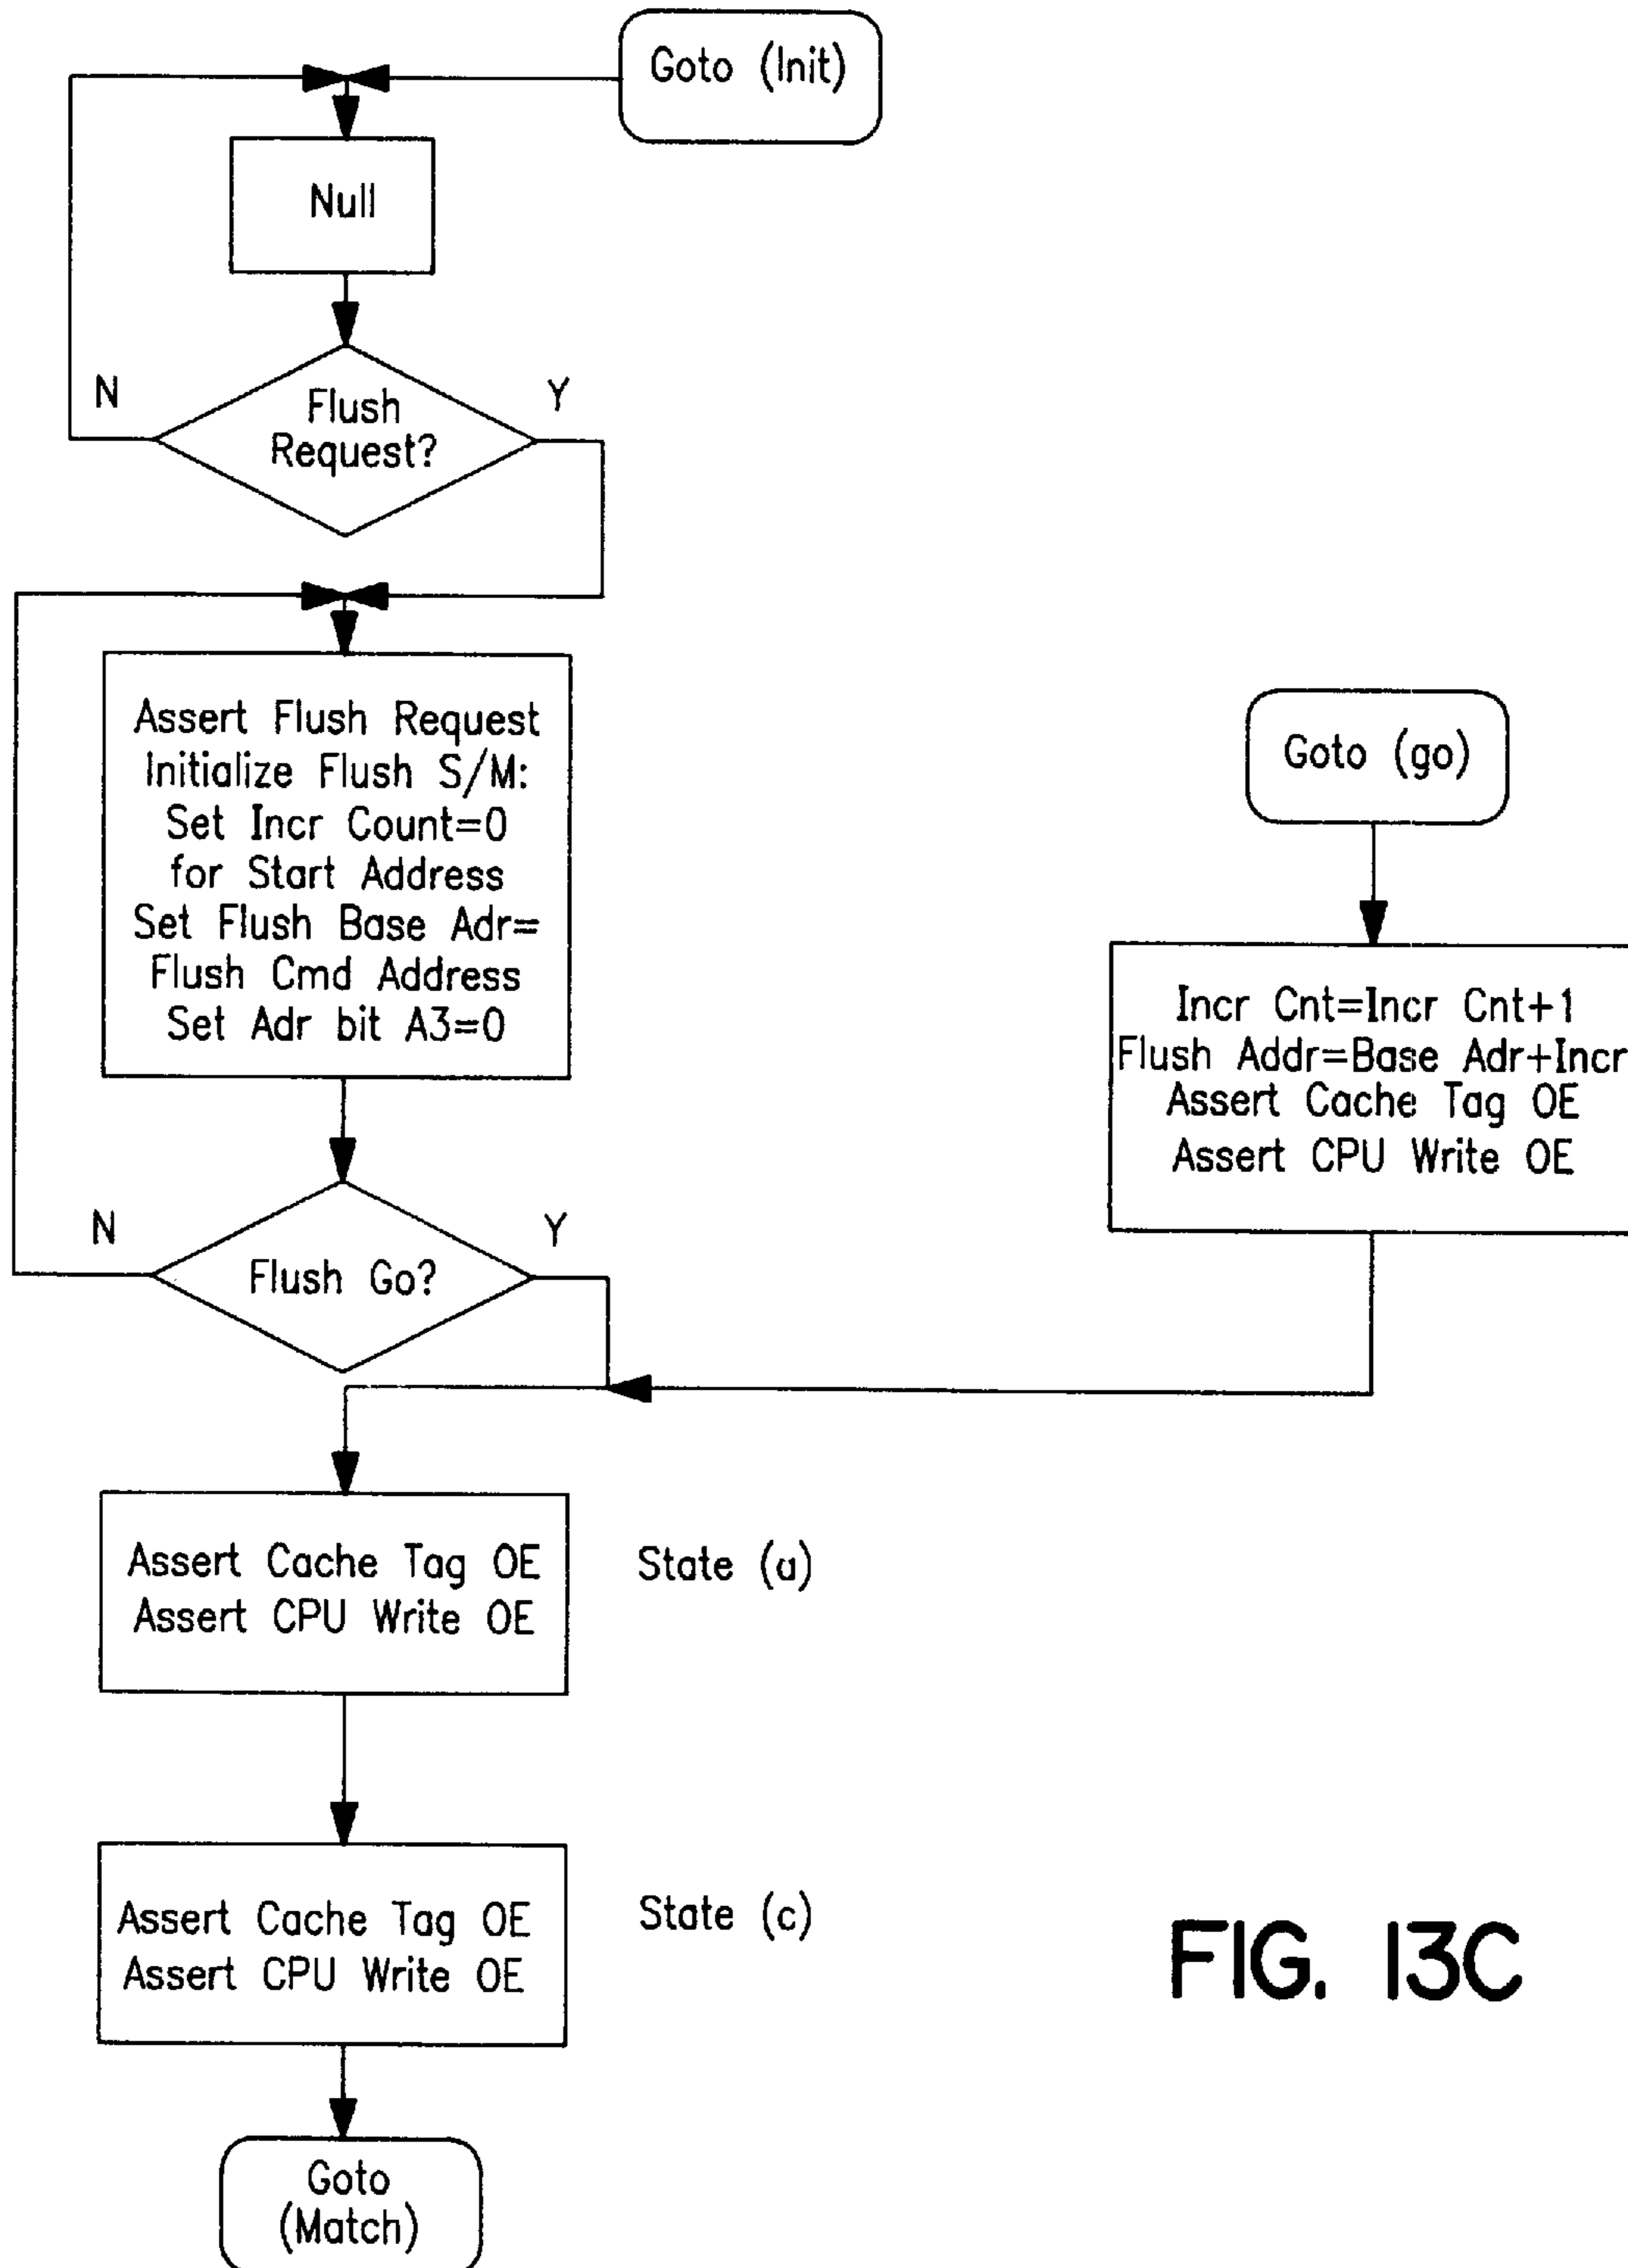 Goto (Init)
Null
N
Y
Flush
Request?
Assert Flush Request
Initialize Flush S/M:
Set Incr Count=0
for Start Address
Set Flush Base Adr=
Flush Cmd Address
Set Adr bit A3=0
Goto (go)
Incr Cnt=Incr Cnt+1
Flush Addr=Base Adr+Incr
Assert Cache Tag OE
Assert CPU Write OE
N
Y
Flush Go?
Assert Cache Tag OE
Assert CPU Write OE
State (a)
Assert Cache Tag OE
Assert CPU Write OE
State (c)
FIG. 13C
Goto
(Match)